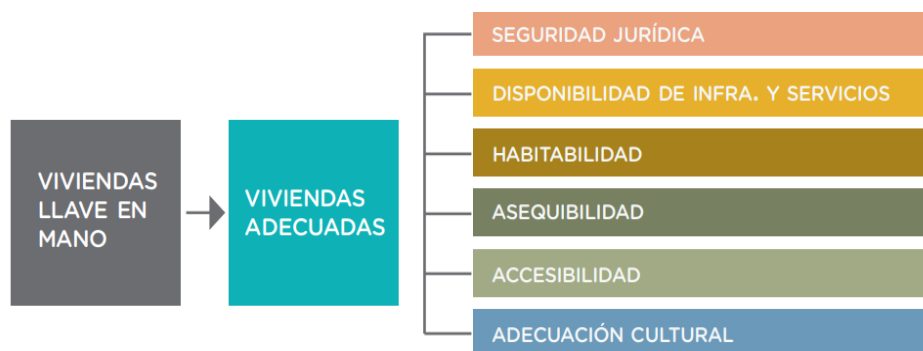 VIVIENDAS
LLAVE EN
MANO
VIVIENDAS
ADECUADAS
SEGURIDAD JURÍDICA
DISPONIBILIDAD DE INFRA. Y SERVICIOS
HABITABILIDAD
ASEQUIBILIDAD
ACCESIBILIDAD
ADECUACIÓN CULTURAL